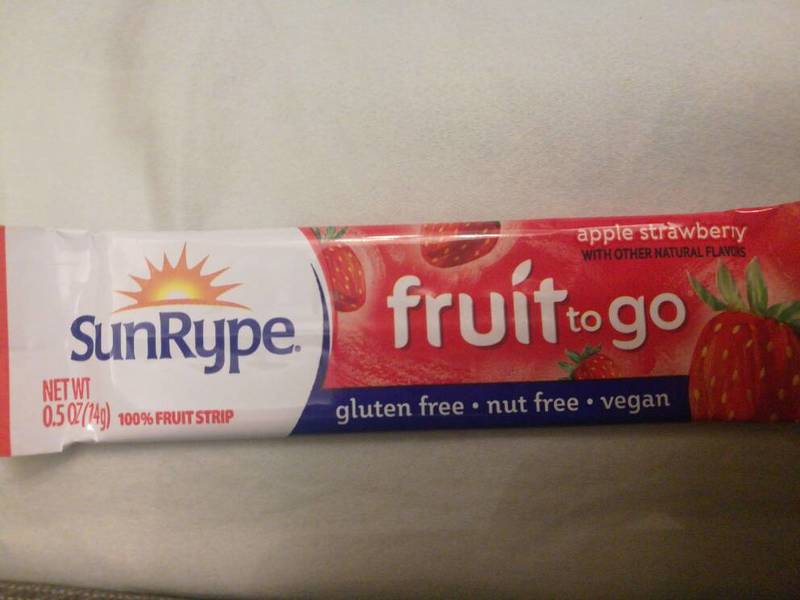 apple strawberry
WITH OTHER NATURAL FLAVORS
fruit to go
SunRype.
NET WT
0.5 OZ(14g) 100% FRUIT STRIP
gluten free • nut free • vegan